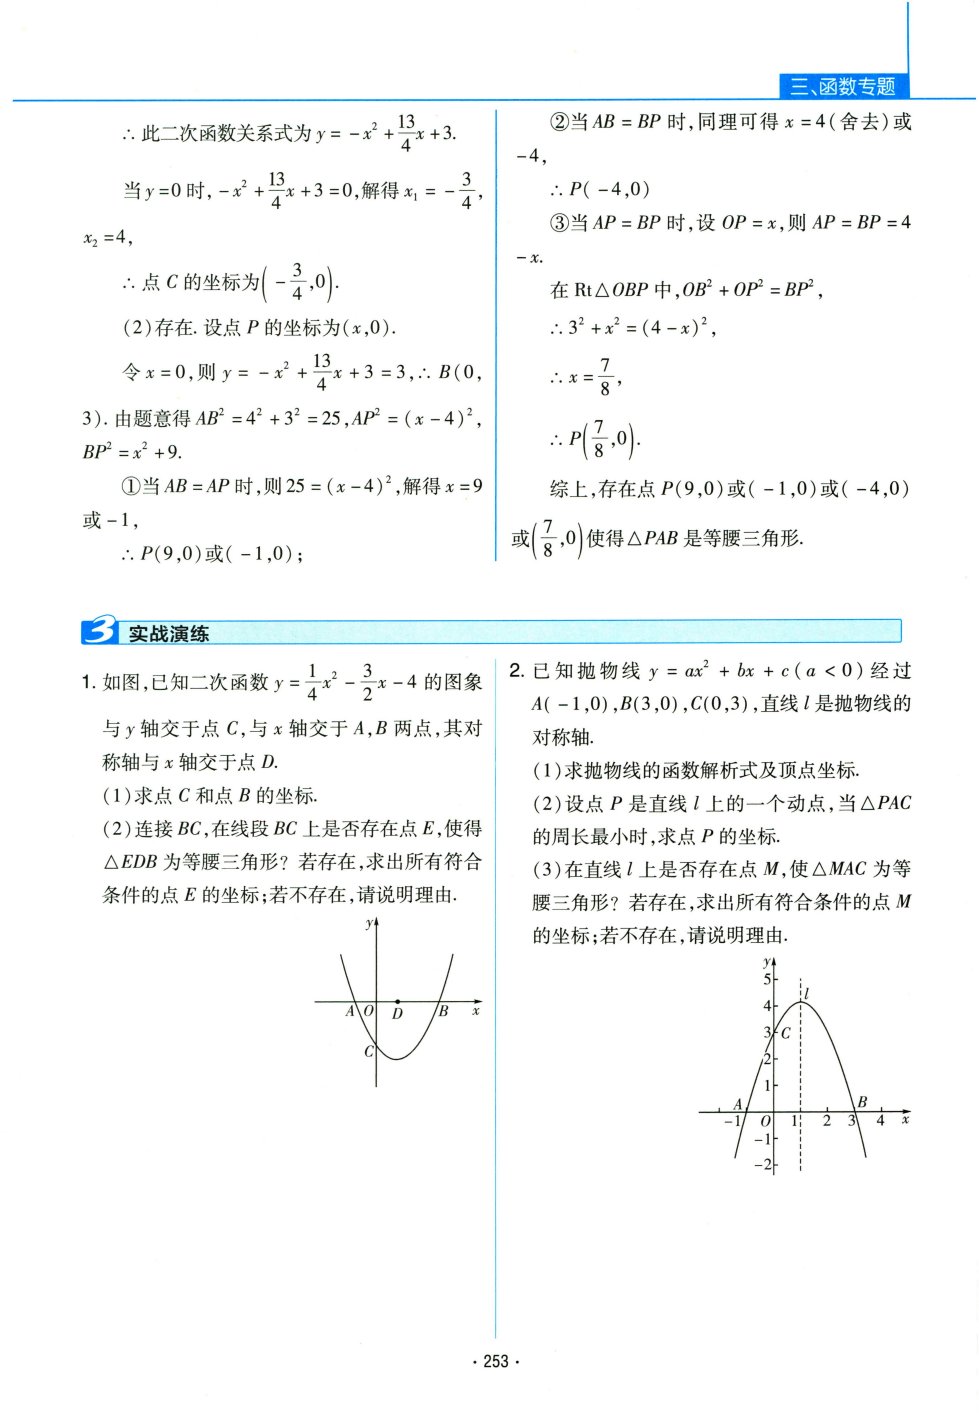 三、函数专题
∴此二次函数关系式为 y = -x² + 13/4 x + 3.
当 y=0 时, -x² + 13/4 x + 3 = 0,解得 x₁ = -3/4,
x₂ = 4,
∴点 C 的坐标为(-3/4,0).
(2)存在. 设点 P 的坐标为(x,0).
令 x = 0,则 y = -x² + 13/4 x + 3 = 3,∴ B(0,
3). 由题意得 AB² = 4² + 3² = 25,AP² = (x-4)²,
BP² = x² + 9.
①当 AB = AP 时,则 25 = (x-4)²,解得 x = 9
或 -1,
∴ P(9,0)或(-1,0);
②当 AB = BP 时,同理可得 x = 4(舍去)或
-4,
∴ P(-4,0)
③当 AP = BP 时,设 OP = x,则 AP = BP = 4
-x.
在 Rt△OBP 中,OB² + OP² = BP²,
∴ 3² + x² = (4-x)²,
∴ x = 7/8,
∴ P(7/8,0).
综上,存在点 P(9,0)或(-1,0)或(-4,0)
或(7/8,0)使得△PAB 是等腰三角形.
3 实战演练
1. 如图,已知二次函数 y = 1/4 x² - 3/2 x - 4 的图象
与 y 轴交于点 C,与 x 轴交于 A,B 两点,其对
称轴与 x 轴交于点 D.
(1)求点 C 和点 B 的坐标.
(2)连接 BC,在线段 BC 上是否存在点 E,使得
△EDB 为等腰三角形? 若存在,求出所有符合
条件的点 E 的坐标;若不存在,请说明理由.
y
A O D B x
C
2. 已知抛物线 y = ax² + bx + c(a < 0)经过
A(-1,0),B(3,0),C(0,3),直线 l 是抛物线的
对称轴.
(1)求抛物线的函数解析式及顶点坐标.
(2)设点 P 是直线 l 上的一个动点,当△PAC
的周长最小时,求点 P 的坐标.
(3)在直线 l 上是否存在点 M,使△MAC 为等
腰三角形? 若存在,求出所有符合条件的点 M
的坐标;若不存在,请说明理由.
y
5
l
4
3 C
2
1
A B
-1 O 1 2 3 4 x
-1
-2
· 253 ·